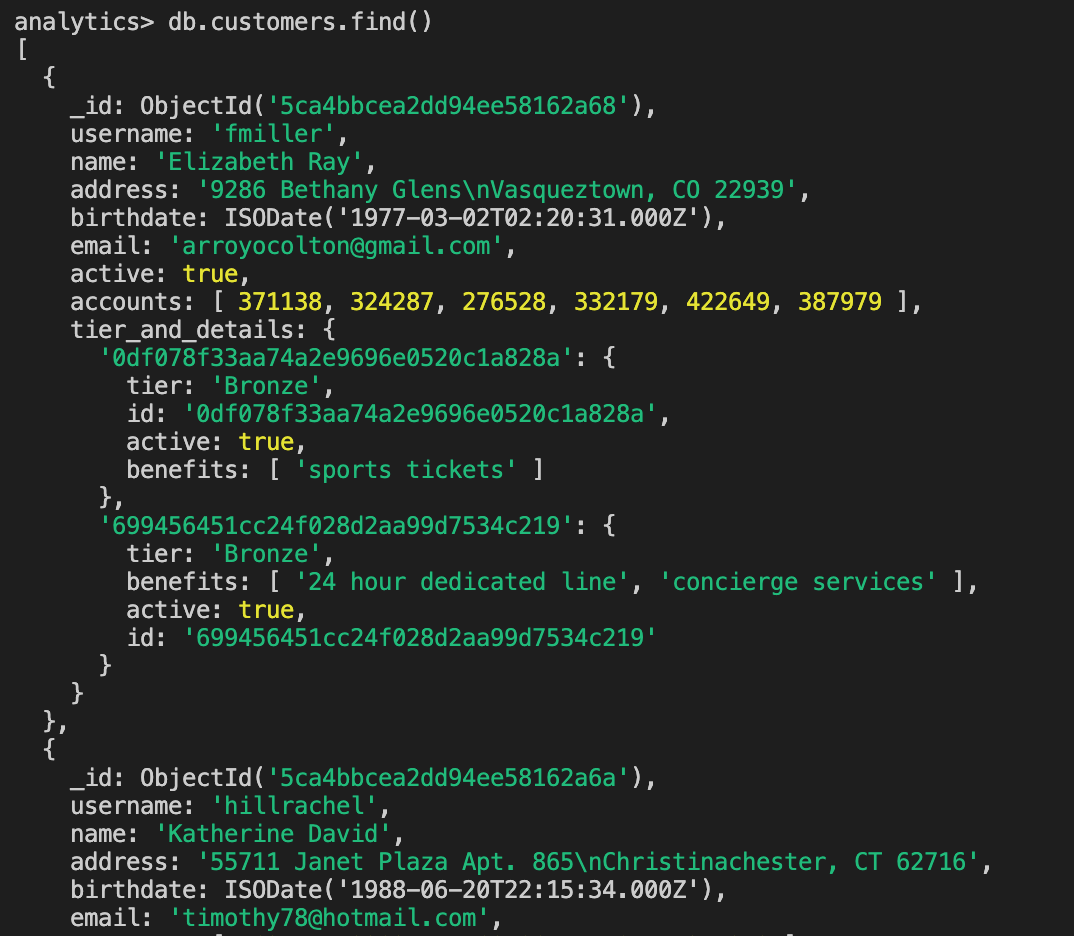 analytics> db.customers.find()
[
  {
    _id: ObjectId('5ca4bbcea2dd94ee58162a68'),
    username: 'fmiller',
    name: 'Elizabeth Ray',
    address: '9286 Bethany Glens\nVasqueztown, CO 22939',
    birthdate: ISODate('1977-03-02T02:20:31.000Z'),
    email: 'arroyocolton@gmail.com',
    active: true,
    accounts: [ 371138, 324287, 276528, 332179, 422649, 387979 ],
    tier_and_details: {
      '0df078f33aa74a2e9696e0520c1a828a': {
        tier: 'Bronze',
        id: '0df078f33aa74a2e9696e0520c1a828a',
        active: true,
        benefits: [ 'sports tickets' ]
      },
      '699456451cc24f028d2aa99d7534c219': {
        tier: 'Bronze',
        benefits: [ '24 hour dedicated line', 'concierge services' ],
        active: true,
        id: '699456451cc24f028d2aa99d7534c219'
      }
    }
  },
  {
    _id: ObjectId('5ca4bbcea2dd94ee58162a6a'),
    username: 'hillrachel',
    name: 'Katherine David',
    address: '55711 Janet Plaza Apt. 865\nChristinachester, CT 62716',
    birthdate: ISODate('1988-06-20T22:15:34.000Z'),
    email: 'timothy78@hotmail.com',